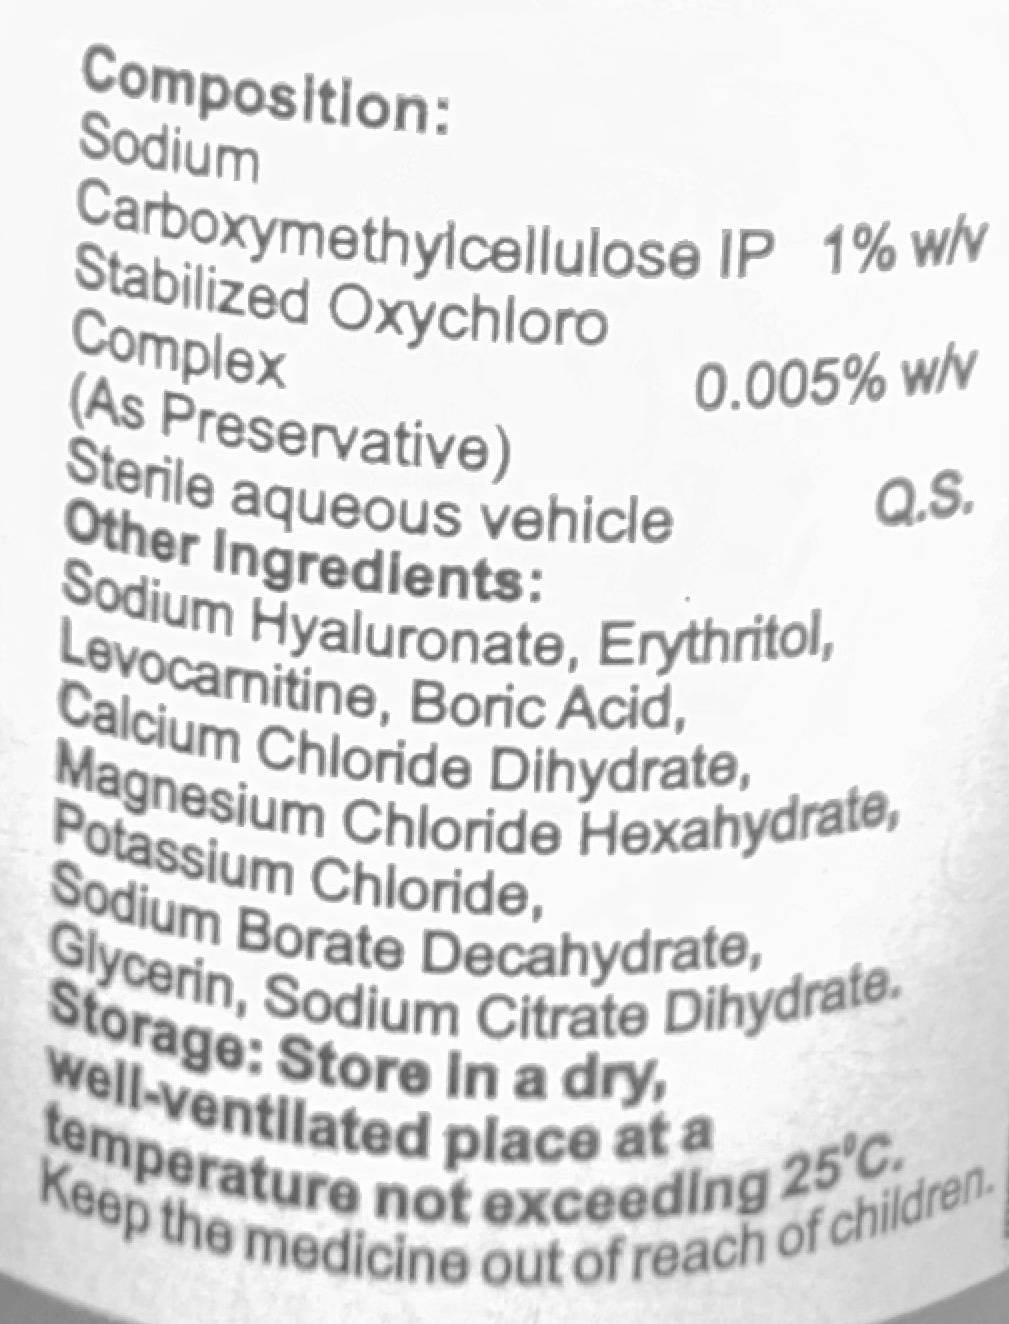 Composition:
Sodium
Carboxymethylcellulose IP 1% w/v
Stabilized Oxychloro
Complex 0.005% w/v
(As Preservative)
Sterile aqueous vehicle Q.S.
Other Ingredients:
Sodium Hyaluronate, Erythritol,
Levocarnitine, Boric Acid,
Calcium Chloride Dihydrate,
Magnesium Chloride Hexahydrate,
Potassium Chloride,
Sodium Borate Decahydrate,
Glycerin, Sodium Citrate Dihydrate.
Storage: Store in a dry,
well-ventilated place at a
temperature not exceeding 25°C.
Keep the medicine out of reach of children.